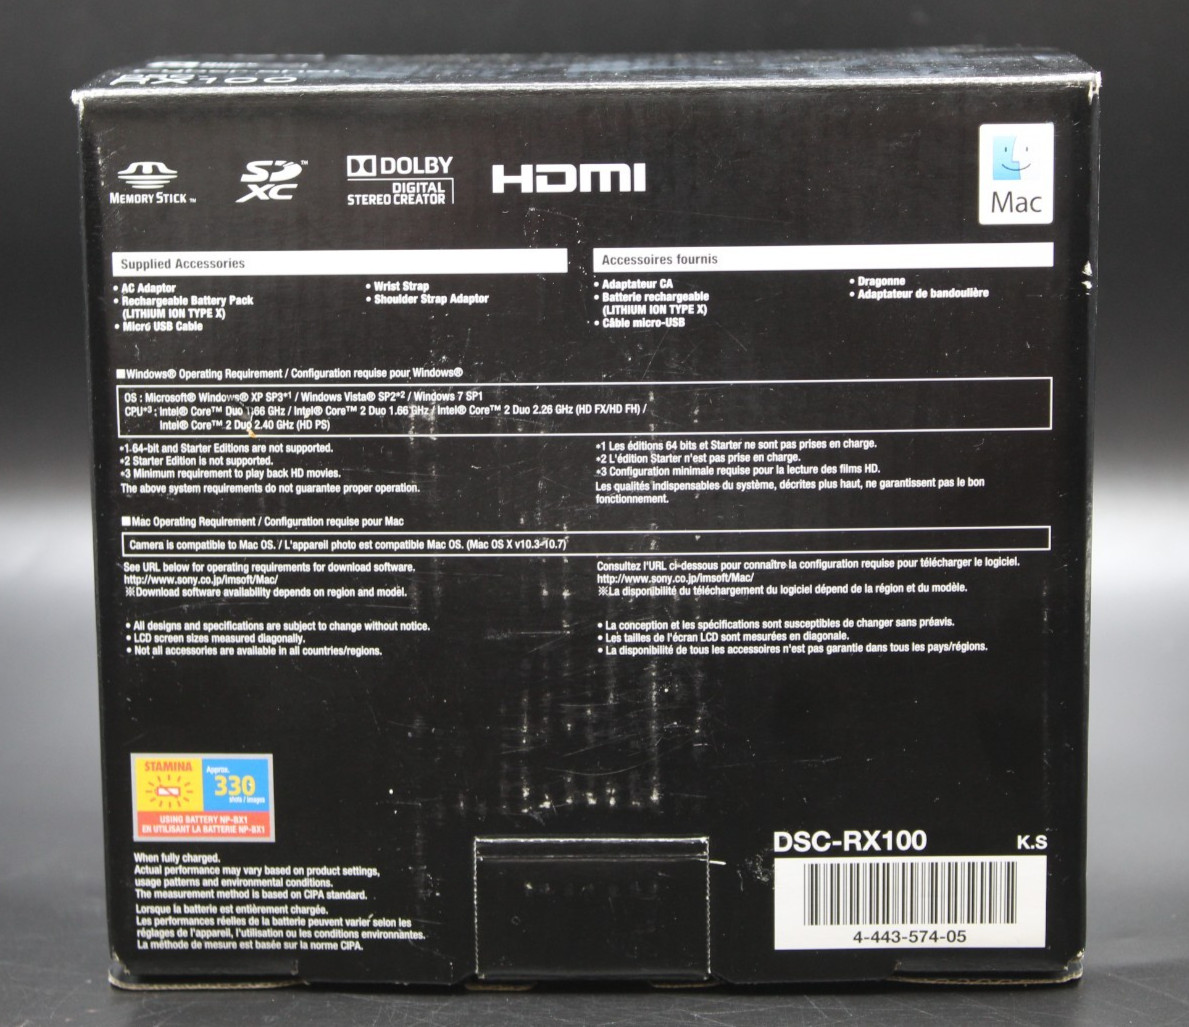 RX100
MEMORY STICK™
SD XC™
DOLBY DIGITAL STEREO CREATOR
HDMI
Mac
Supplied Accessories
• AC Adaptor
• Rechargeable Battery Pack
(LITHIUM ION TYPE X)
• Micro USB Cable
• Wrist Strap
• Shoulder Strap Adaptor
Accessoires fournis
• Adaptateur CA
• Batterie rechargeable
(LITHIUM ION TYPE X)
• Câble micro-USB
• Dragonne
• Adaptateur de bandoulière
■Windows® Operating Requirement / Configuration requise pour Windows®
OS : Microsoft® Windows® XP SP3*1 / Windows Vista® SP2*2 / Windows 7 SP1
CPU*3 : Intel® Core™ Duo 1.66 GHz / Intel® Core™ 2 Duo 1.66 GHz / Intel® Core™ 2 Duo 2.26 GHz (HD FX/HD FH) /
Intel® Core™ 2 Duo 2.40 GHz (HD PS)
*1 64-bit and Starter Editions are not supported.
*2 Starter Edition is not supported.
*3 Minimum requirement to play back HD movies.
The above system requirements do not guarantee proper operation.
*1 Les éditions 64 bits et Starter ne sont pas prises en charge.
*2 L'édition Starter n'est pas prise en charge.
*3 Configuration minimale requise pour la lecture des films HD.
Les qualités indispensables du système, décrites plus haut, ne garantissent pas le bon
fonctionnement.
■Mac Operating Requirement / Configuration requise pour Mac
Camera is compatible to Mac OS. / L'appareil photo est compatible Mac OS. (Mac OS X v10.3-10.7)
See URL below for operating requirements for download software.
http://www.sony.co.jp/imsoft/Mac/
※Download software availability depends on region and model.
Consultez l'URL ci-dessous pour connaître la configuration requise pour télécharger le logiciel.
http://www.sony.co.jp/imsoft/Mac/
※La disponibilité du téléchargement du logiciel dépend de la région et du modèle.
• All designs and specifications are subject to change without notice.
• LCD screen sizes measured diagonally.
• Not all accessories are available in all countries/regions.
• La conception et les spécifications sont susceptibles de changer sans préavis.
• Les tailles de l'écran LCD sont mesurées en diagonale.
• La disponibilité de tous les accessoires n'est pas garantie dans tous les pays/régions.
STAMINA
Approx.
330
shots / images
USING BATTERY NP-BX1
EN UTILISANT LA BATTERIE NP-BX1
When fully charged.
Actual performance may vary based on product settings,
usage patterns and environmental conditions.
The measurement method is based on CIPA standard.
Lorsque la batterie est entièrement chargée.
Les performances réelles de la batterie peuvent varier selon les
réglages de l'appareil, l'utilisation ou les conditions environnantes.
La méthode de mesure est basée sur la norme CIPA.
DSC-RX100 K.S
4-443-574-05